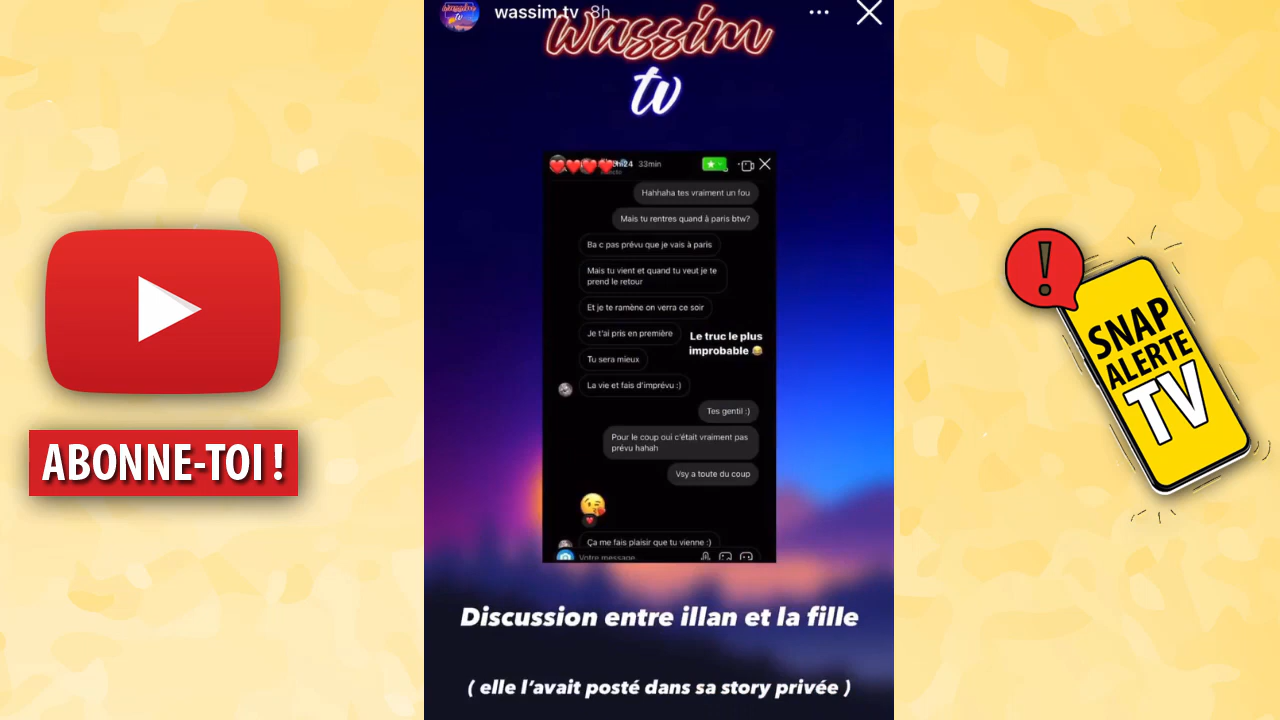 wassim.tv 8h
wassim
tv
33min
Hahhaha tes vraiment un fou
Mais tu rentres quand à paris btw?
Ba c pas prévu que je vais à paris
Mais tu vient et quand tu veut je te
prend le retour
Et je te ramène on verra ce soir
Je t'ai pris en première
Le truc le plus
improbable 😂
Tu sera mieux
La vie et fais d'imprévu :)
Tes gentil :)
Pour le coup oui c'était vraiment pas
prévu hahah
Vsy a toute du coup
Ça me fais plaisir que tu vienne :)
Votre message
Discussion entre illan et la fille
( elle l'avait posté dans sa story privée )
ABONNE-TOI !
SNAP
ALERTE
TV